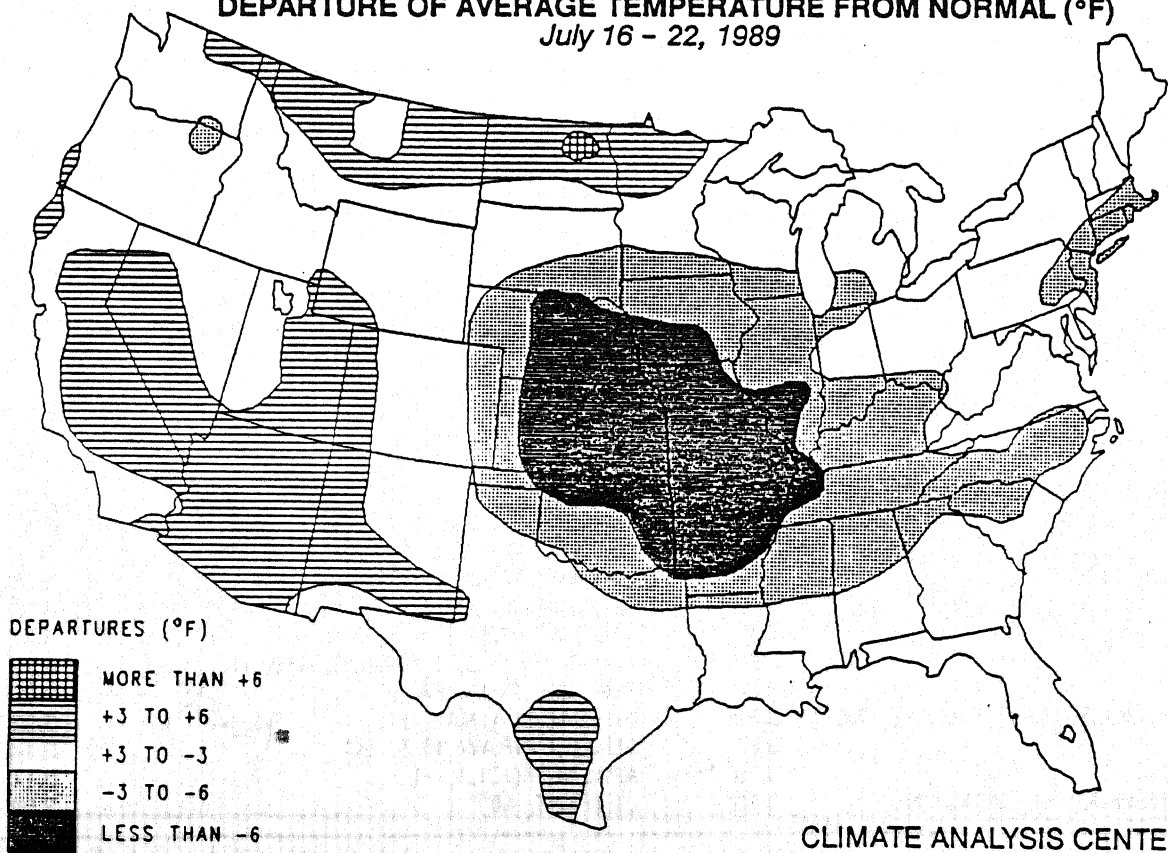 DEPARTURE OF AVERAGE TEMPERATURE FROM NORMAL (°F)
July 16 – 22, 1989
DEPARTURES (°F)
MORE THAN +6
+3 TO +6
+3 TO -3
-3 TO -6
LESS THAN -6
CLIMATE ANALYSIS CENTE